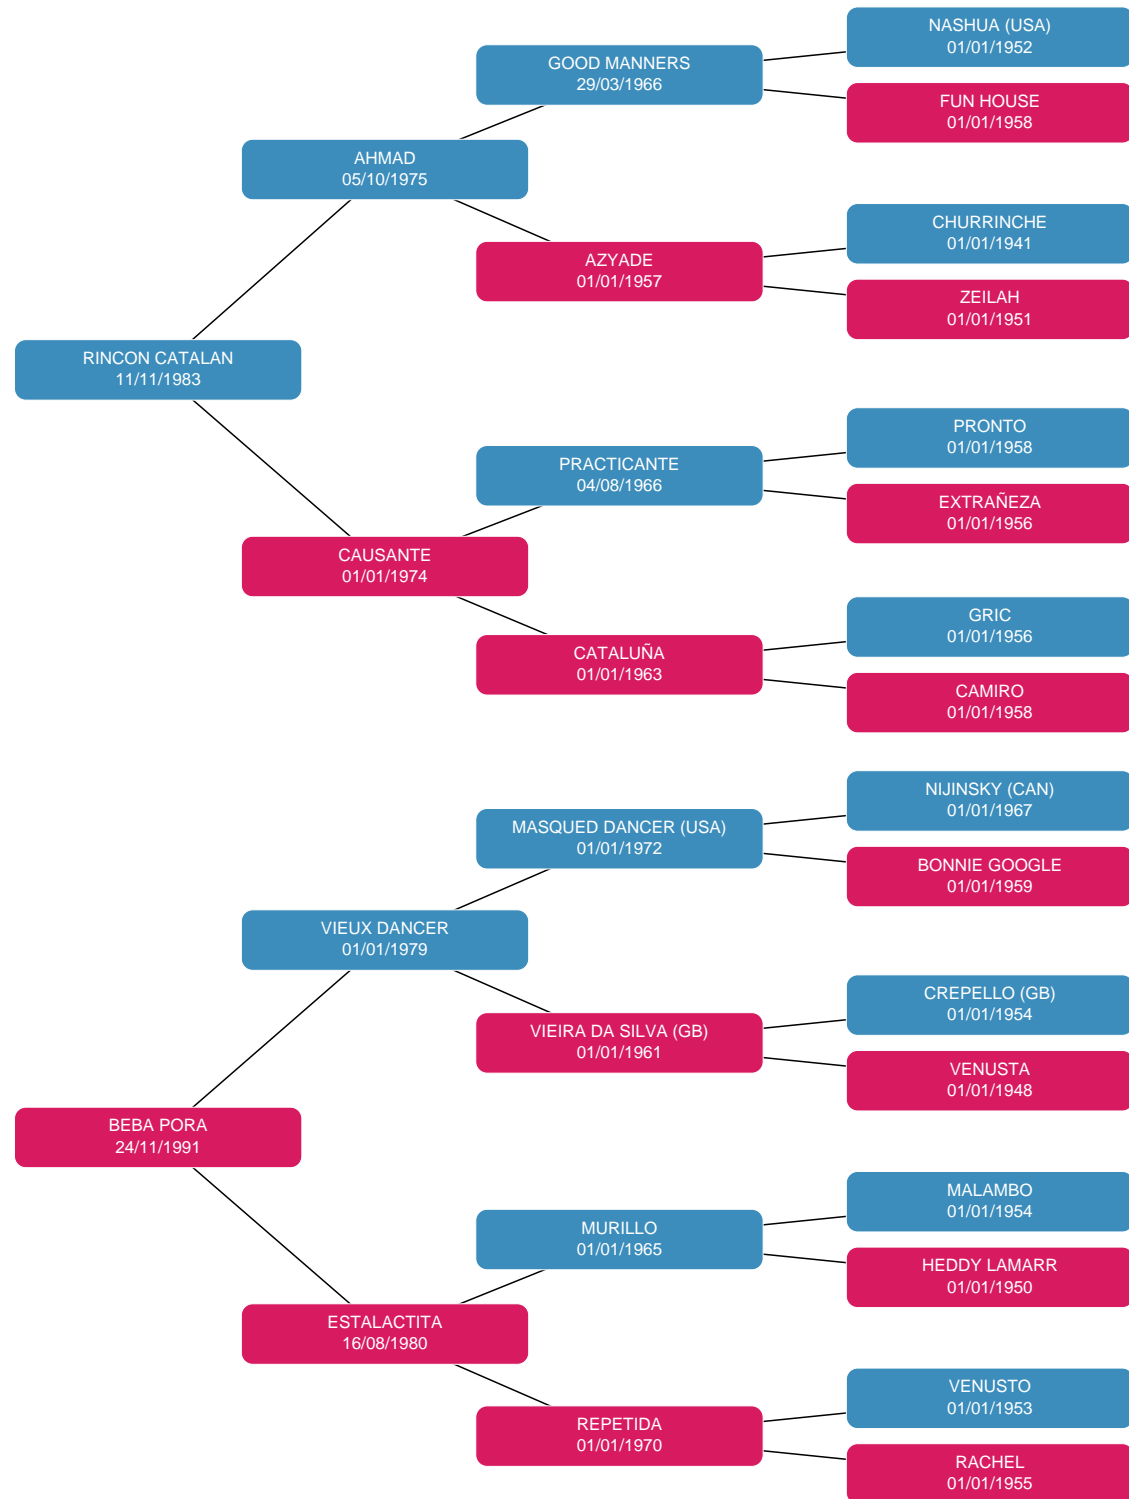 NASHUA (USA)
01/01/1952
GOOD MANNERS
29/03/1966
FUN HOUSE
01/01/1958
AHMAD
05/10/1975
CHURRINCHE
01/01/1941
AZYADE
01/01/1957
ZEILAH
01/01/1951
RINCON CATALAN
11/11/1983
PRONTO
01/01/1958
PRACTICANTE
04/08/1966
EXTRAÑEZA
01/01/1956
CAUSANTE
01/01/1974
GRIC
01/01/1956
CATALUÑA
01/01/1963
CAMIRO
01/01/1958
NIJINSKY (CAN)
01/01/1967
MASQUED DANCER (USA)
01/01/1972
BONNIE GOOGLE
01/01/1959
VIEUX DANCER
01/01/1979
CREPELLO (GB)
01/01/1954
VIEIRA DA SILVA (GB)
01/01/1961
VENUSTA
01/01/1948
BEBA PORA
24/11/1991
MALAMBO
01/01/1954
MURILLO
01/01/1965
HEDDY LAMARR
01/01/1950
ESTALACTITA
16/08/1980
VENUSTO
01/01/1953
REPETIDA
01/01/1970
RACHEL
01/01/1955